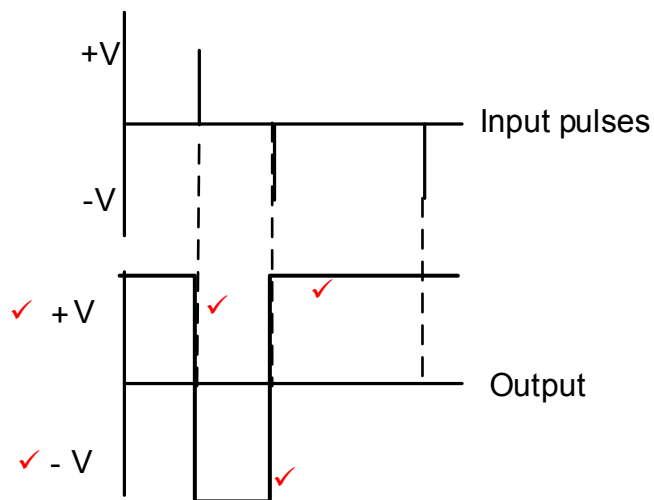 +V
Input pulses
-V
+ V
Output
- V